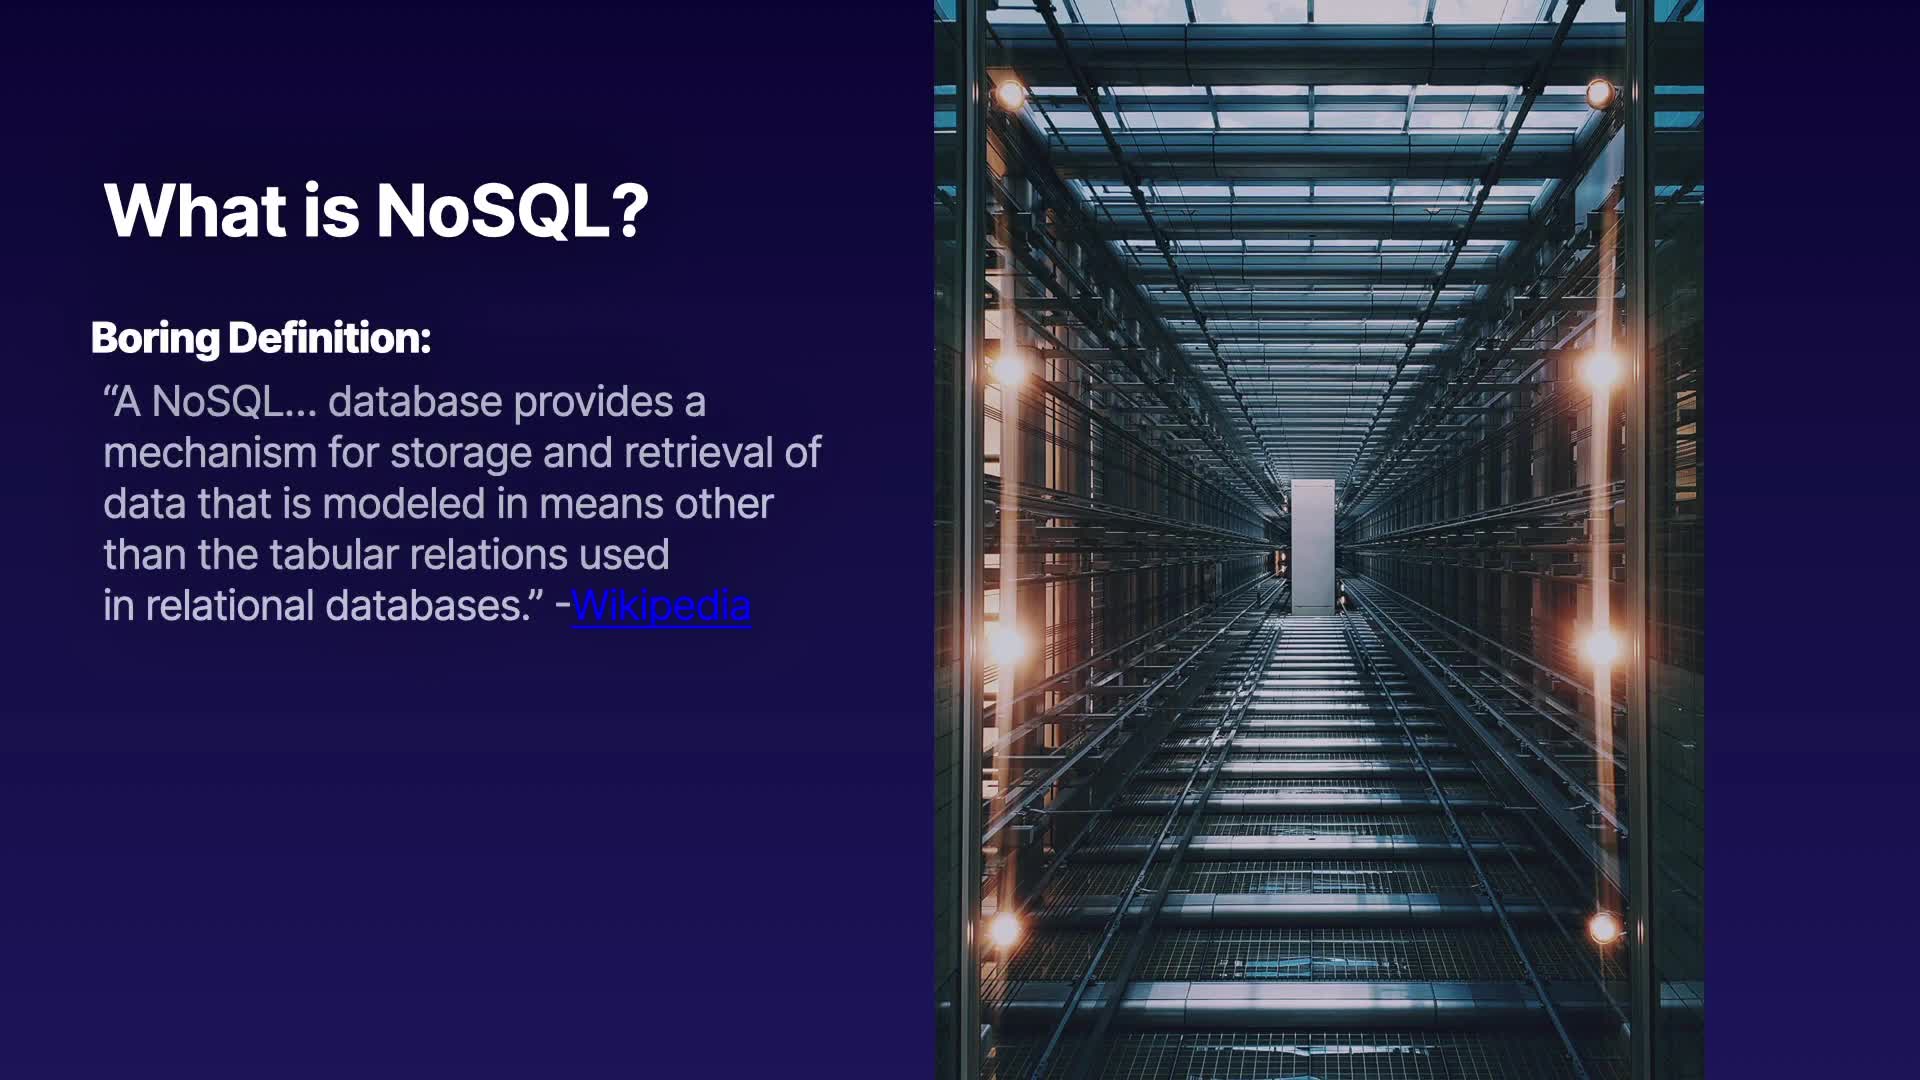 What is NoSQL?
Boring Definition:
“A NoSQL... database provides a
mechanism for storage and retrieval of
data that is modeled in means other
than the tabular relations used
in relational databases.” -Wikipedia